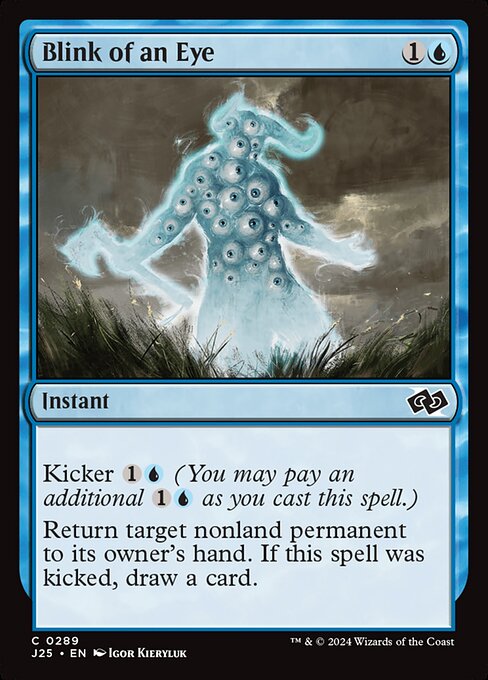 Blink of an Eye 1
Instant
Kicker 1 (You may pay an
additional 1 as you cast this spell.)
Return target nonland permanent
to its owner's hand. If this spell was
kicked, draw a card.
C 0289
J25 • EN Igor Kieryluk
™ & © 2024 Wizards of the Coast